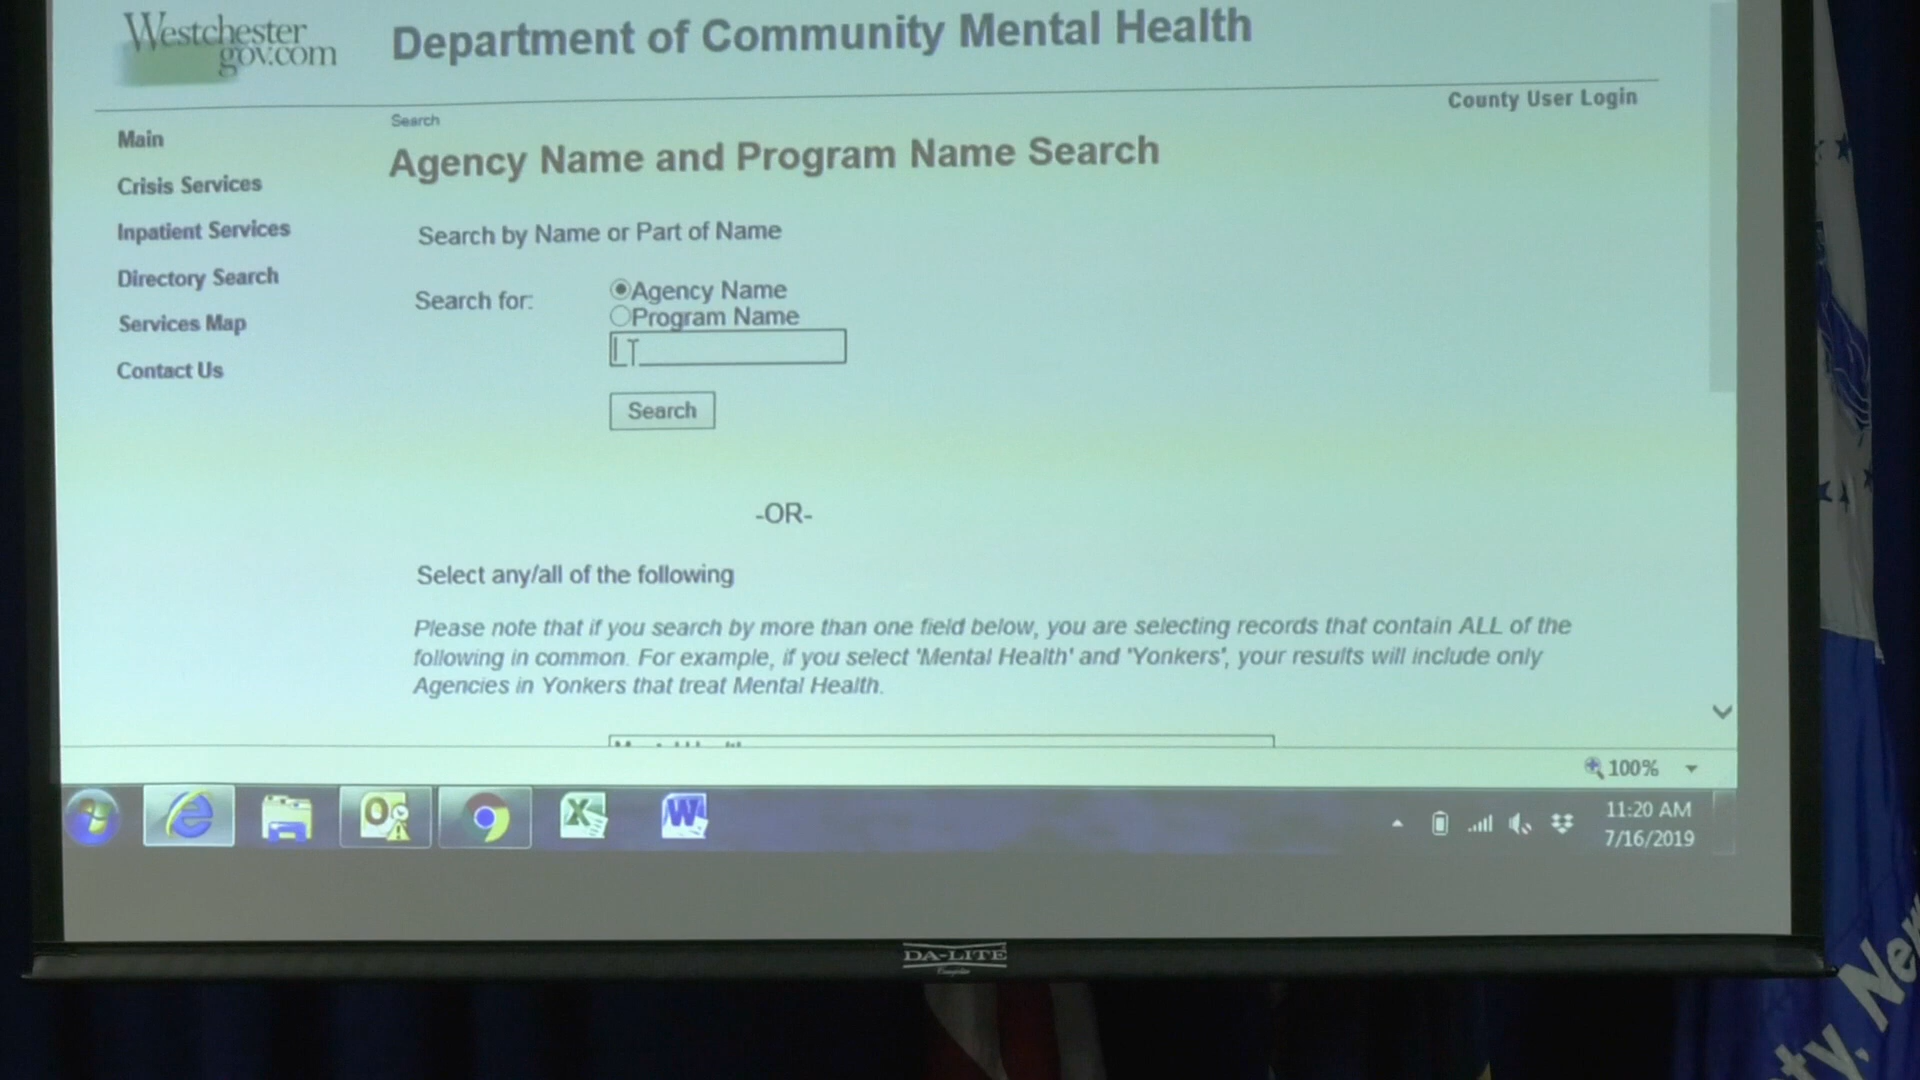 Westchester
gov.com
Department of Community Mental Health
County User Login
Main
Crisis Services
Inpatient Services
Directory Search
Services Map
Contact Us
Search
Agency Name and Program Name Search
Search by Name or Part of Name
Search for:
Agency Name
Program Name
Search
-OR-
Select any/all of the following
Please note that if you search by more than one field below, you are selecting records that contain ALL of the
following in common. For example, if you select 'Mental Health' and 'Yonkers', your results will include only
Agencies in Yonkers that treat Mental Health.
100%
11:20 AM
7/16/2019
DA-LITE